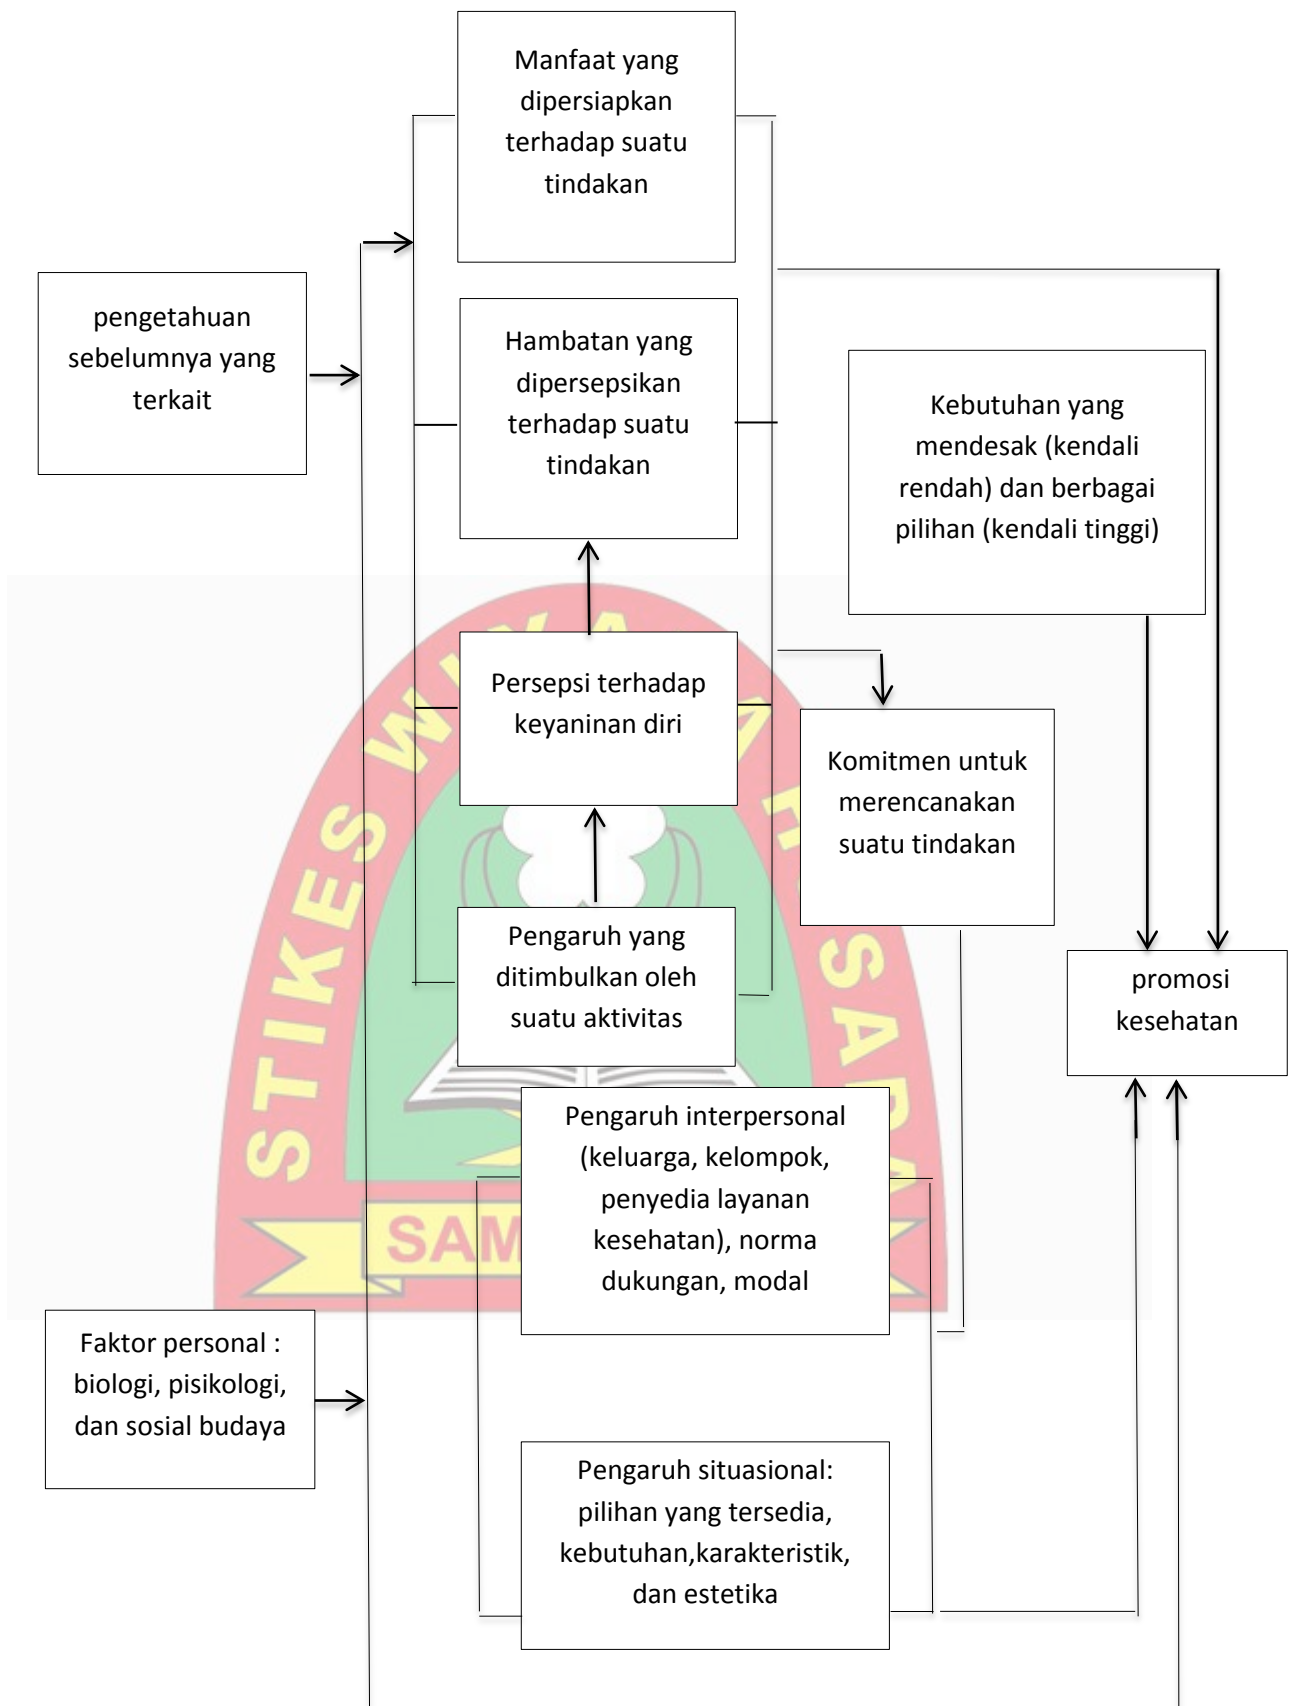 Manfaat yang
dipersiapkan
terhadap suatu
tindakan
pengetahuan
sebelumnya yang
terkait
Hambatan yang
dipersepsikan
terhadap suatu
tindakan
Kebutuhan yang
mendesak (kendali
rendah) dan berbagai
pilihan (kendali tinggi)
Persepsi terhadap
keyaninan diri
Komitmen untuk
merencanakan
suatu tindakan
Pengaruh yang
ditimbulkan oleh
suatu aktivitas
promosi
kesehatan
Pengaruh interpersonal
(keluarga, kelompok,
penyedia layanan
kesehatan), norma
dukungan, modal
Faktor personal :
biologi, pisikologi,
dan sosial budaya
Pengaruh situasional:
pilihan yang tersedia,
kebutuhan,karakteristik,
dan estetika
STIKES